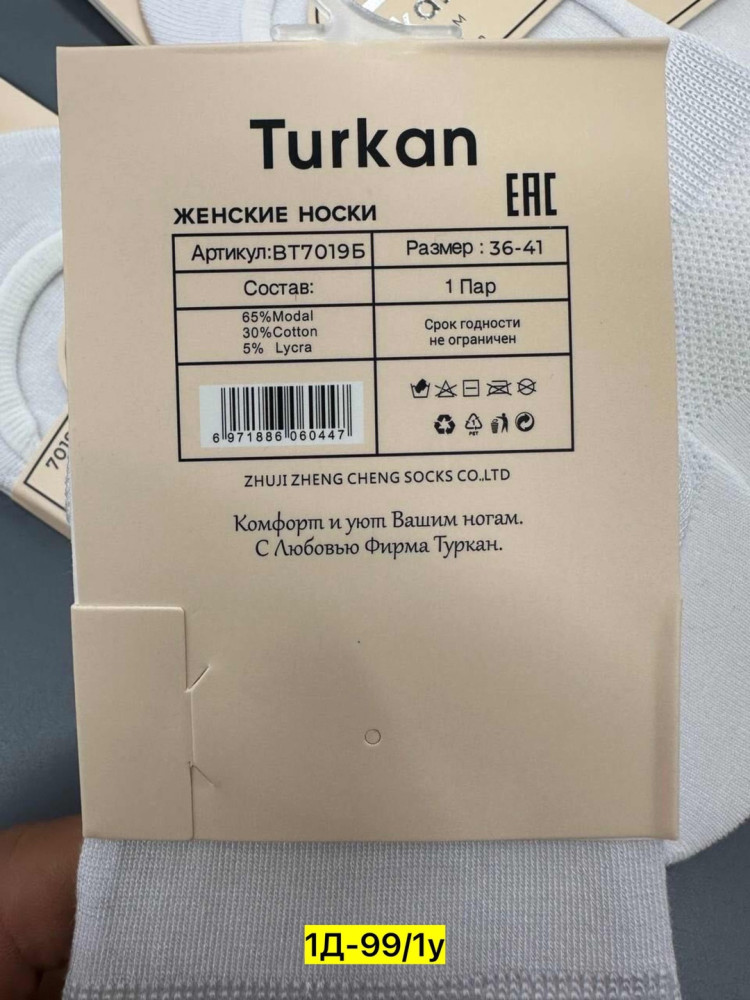 Turkan
EAC
ЖЕНСКИЕ НОСКИ
Артикул:ВТ7019Б
Размер : 36-41
Состав:
1 Пар
65%Modal
30%Cotton
5% Lycra
Срок годности
не ограничен
6 971886 060447
ZHUJI ZHENG CHENG SOCKS CO.,LTD
Комфорт и уют Вашим ногам.
С Любовью Фирма Туркан.
1Д-99/1у